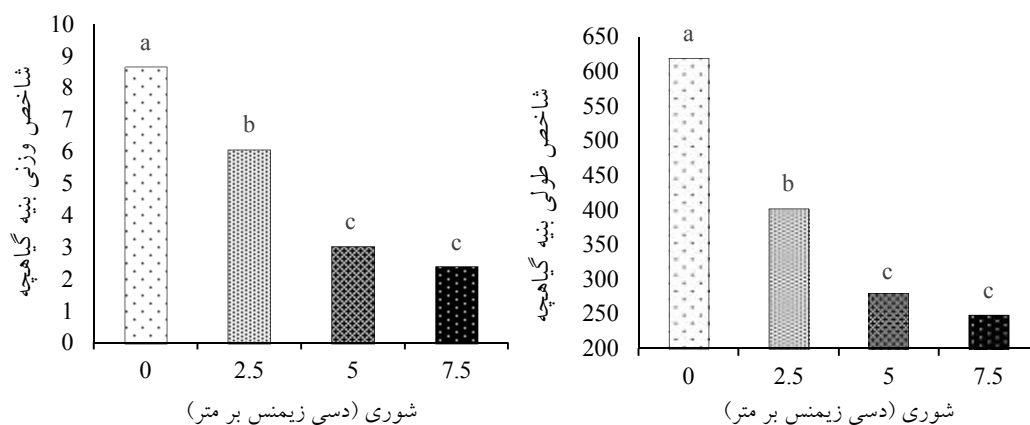 شاخص وزنی بنیه گیاهچه
10
9
8
7
6
5
4
3
2
1
0
a
b
c
c
0 2.5 5 7.5
شوری (دسی زیمنس بر متر)
شاخص طولی بنیه گیاهچه
650
600
550
500
450
400
350
300
250
200
a
b
c
c
0 2.5 5 7.5
شوری (دسی زیمنس بر متر)